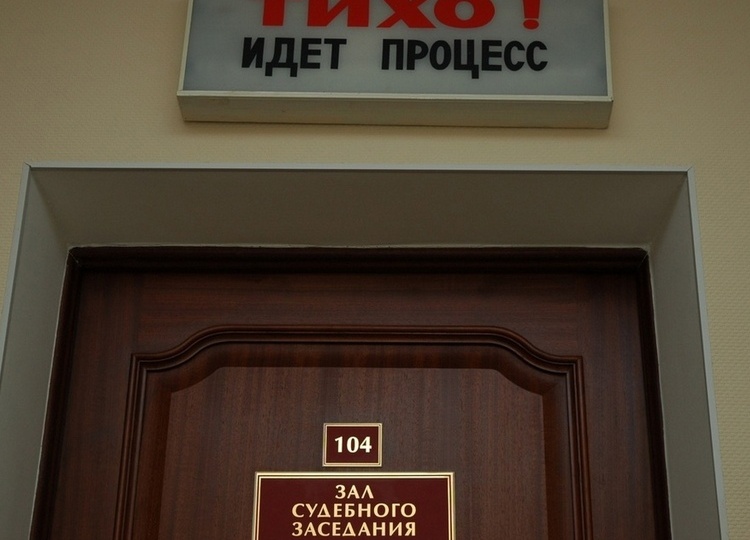 ТИХО!
ИДЕТ ПРОЦЕСС
104
ЗАЛ
СУДЕБНОГО
ЗАСЕДАНИЯ